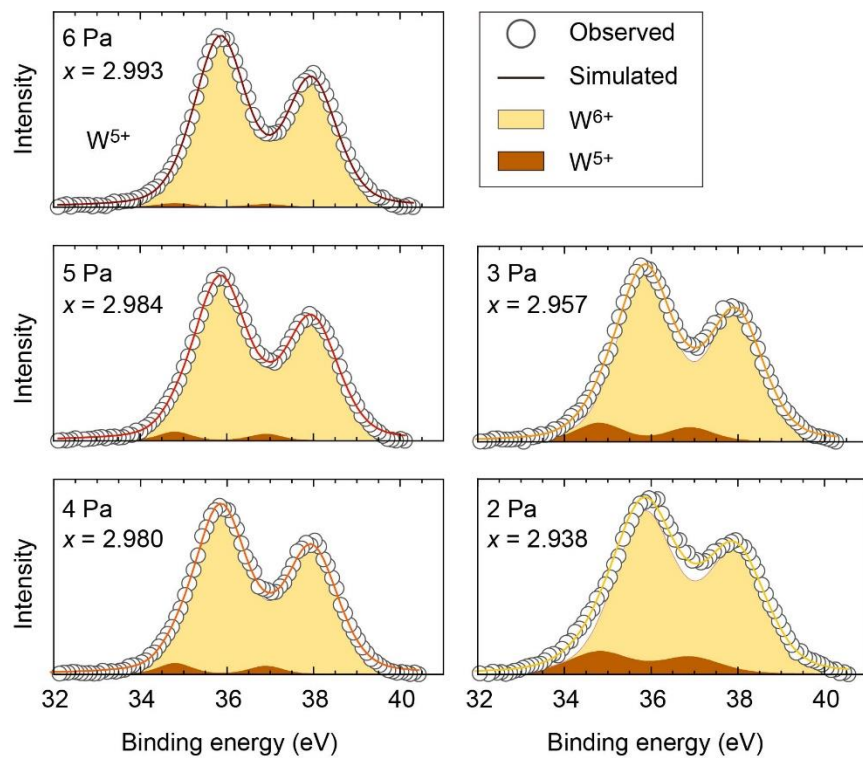 6 Pa
x = 2.993
W5+
Intensity
Observed
Simulated
W6+
W5+
5 Pa
x = 2.984
Intensity
3 Pa
x = 2.957
4 Pa
x = 2.980
Intensity
2 Pa
x = 2.938
32 34 36 38 40
32 34 36 38 40
Binding energy (eV)
Binding energy (eV)